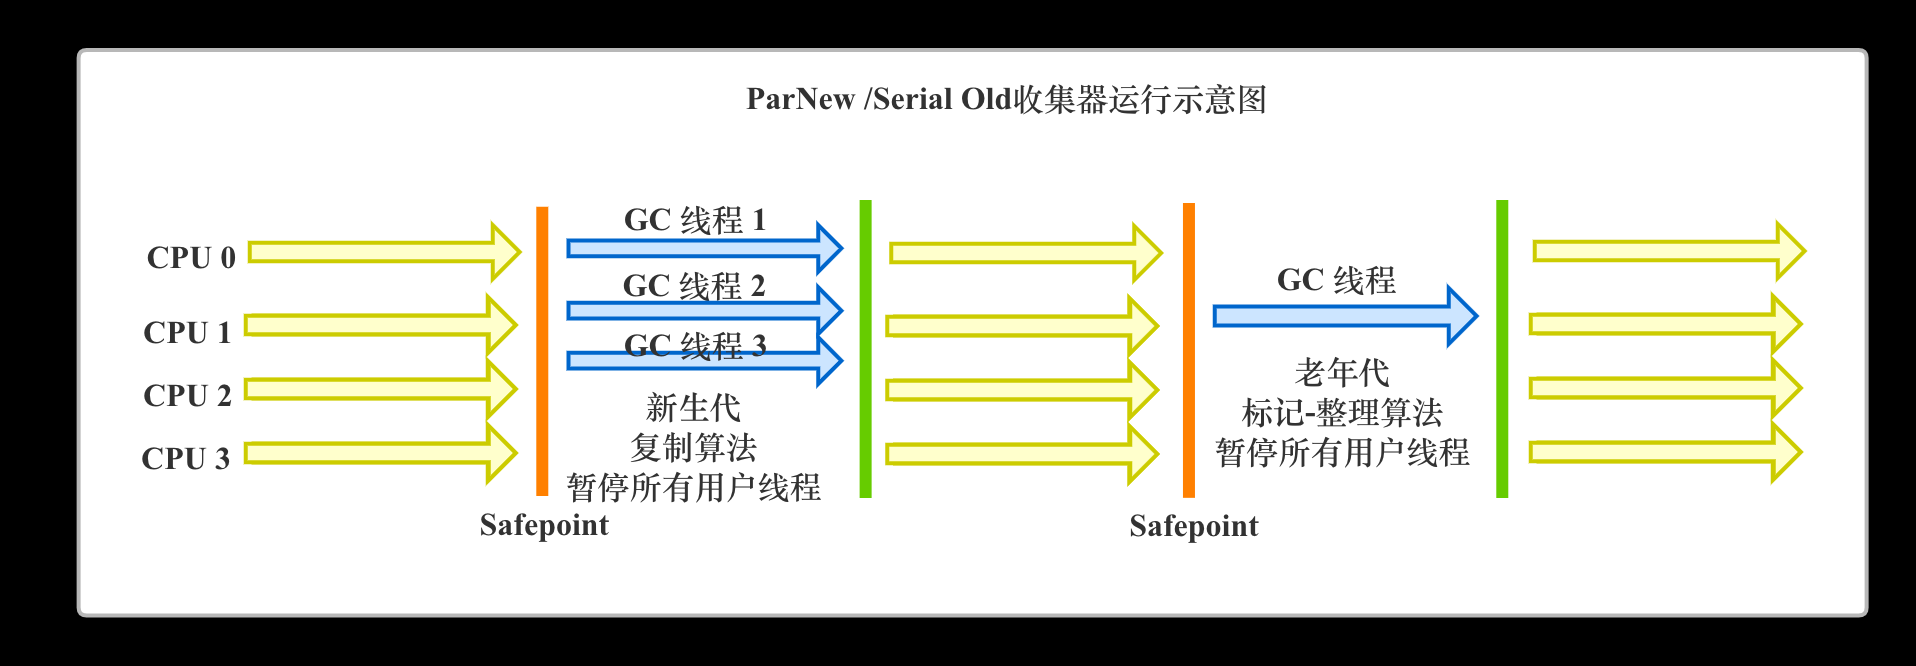 ParNew /Serial Old收集器运行示意图
CPU 0
CPU 1
CPU 2
CPU 3
Safepoint
GC 线程 1
GC 线程 2
GC 线程 3
新生代
复制算法
暂停所有用户线程
Safepoint
GC 线程
老年代
标记-整理算法
暂停所有用户线程